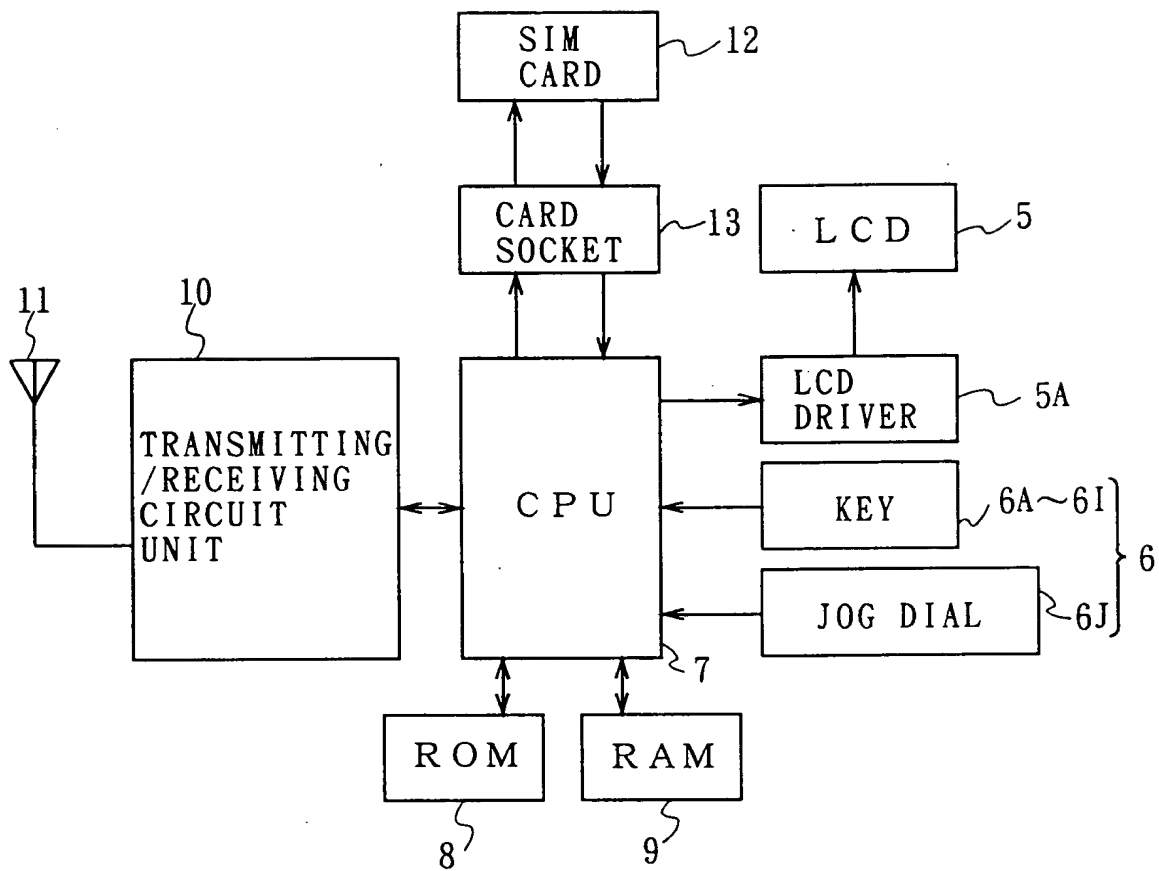 SIM
CARD
12
CARD
SOCKET
13
LCD
5
11
10
LCD
DRIVER
5A
TRANSMITTING
/RECEIVING
CIRCUIT
UNIT
CPU
KEY
6A~6I
6
JOG DIAL
6J
7
ROM
RAM
8
9